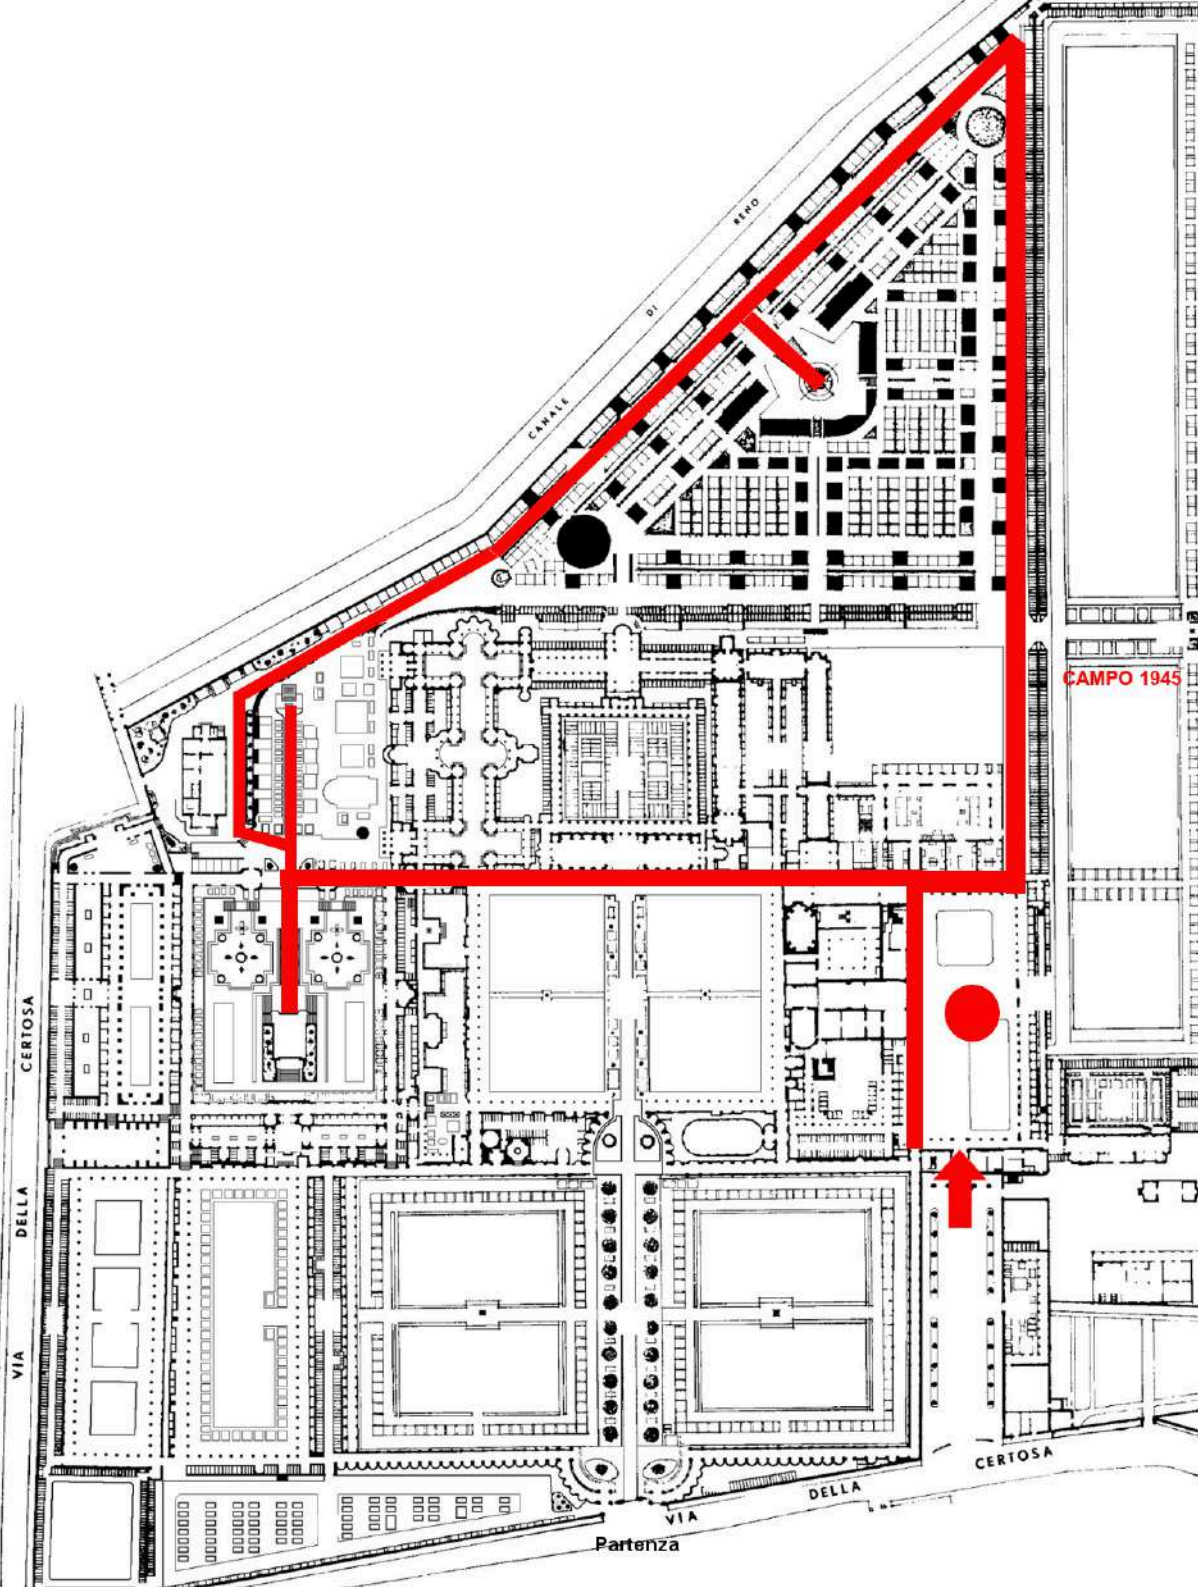 RENO
DI
CANALE
CAMPO 1945
CERTOSA
DELLA
VIA
CERTOSA
DELLA
VIA
Partenza